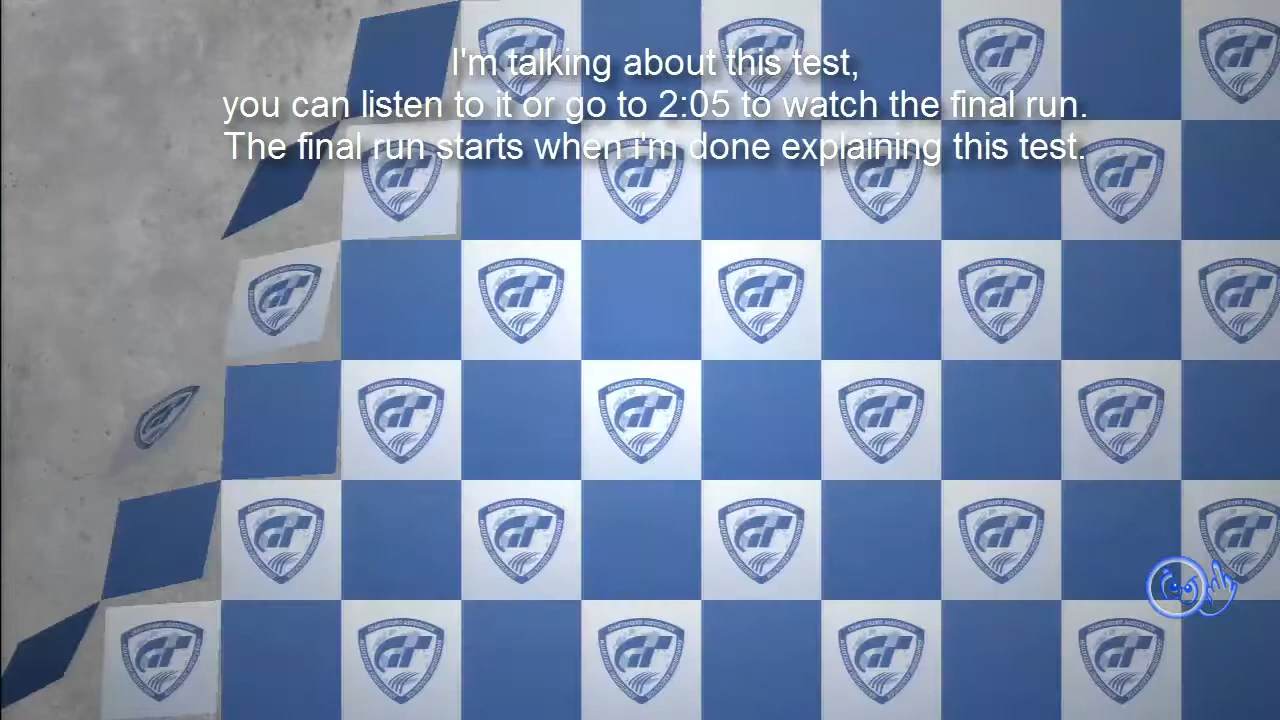 I'm talking about this test,
you can listen to it or go to 2:05 to watch the final run.
The final run starts when i'm done explaining this test.